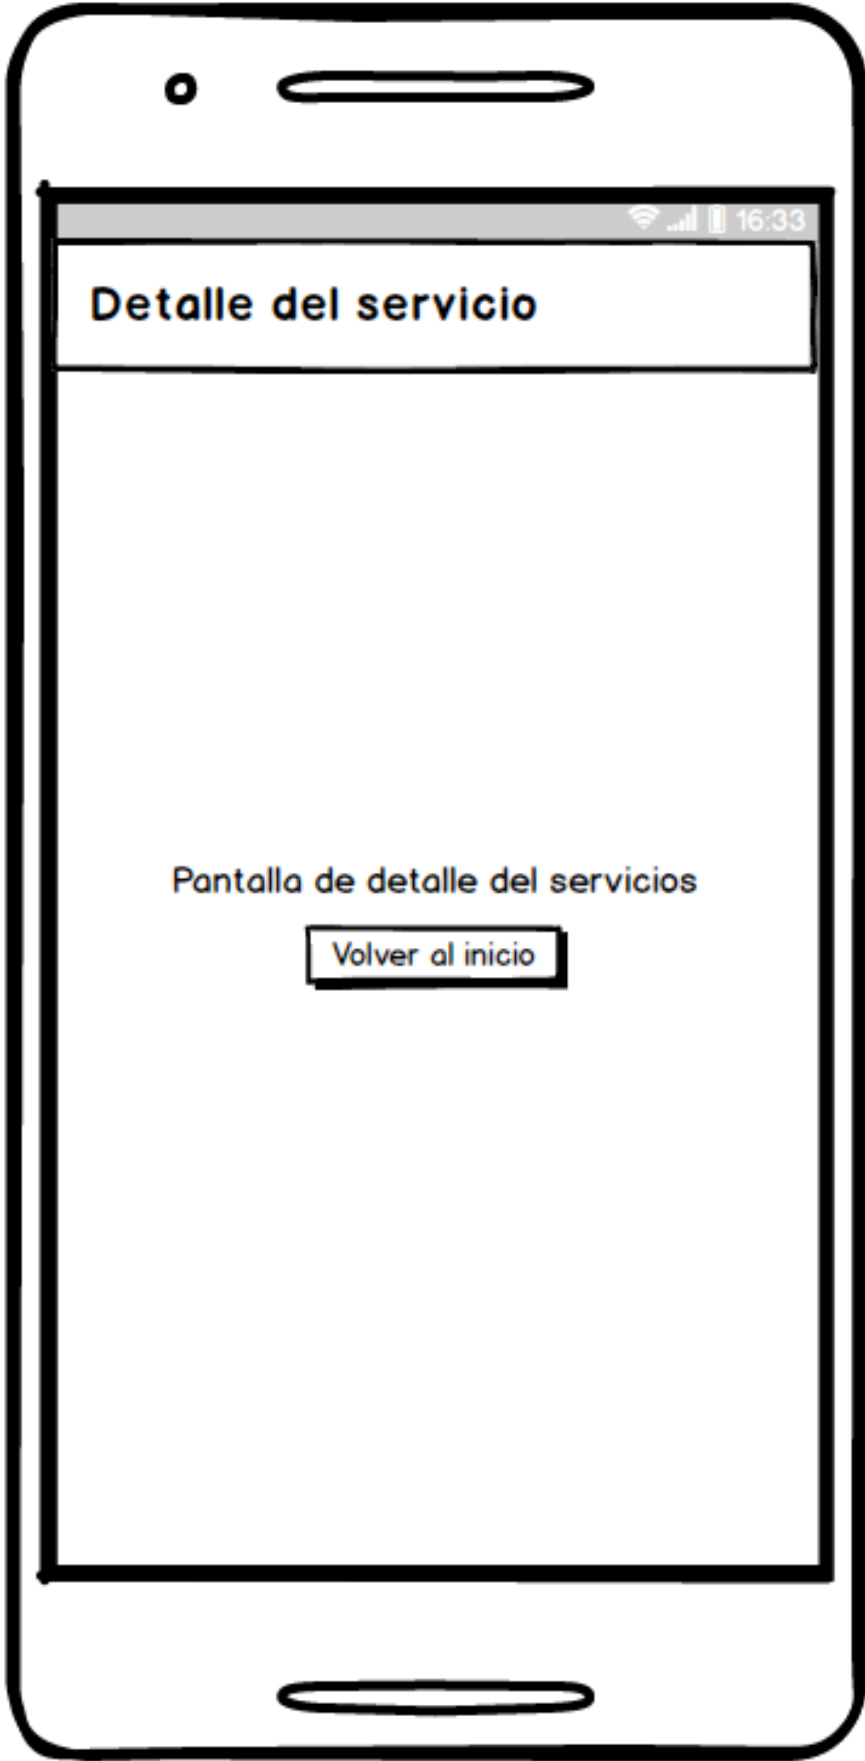 16:33
Detalle del servicio
Pantalla de detalle del servicios
Volver al inicio